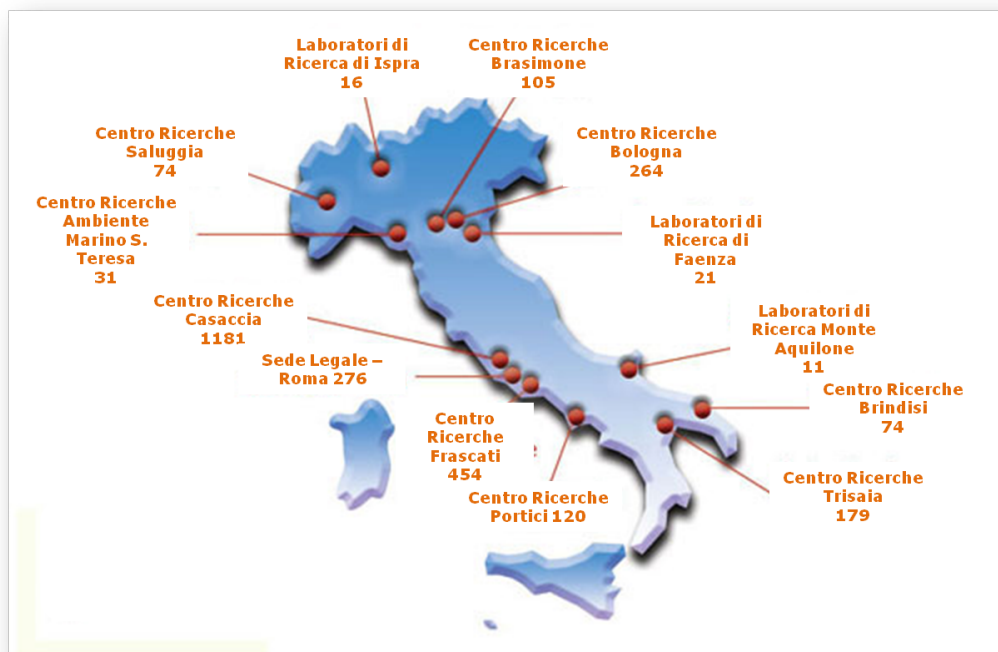 Laboratori di
Ricerca di Ispra
16
Centro Ricerche
Brasimone
105
Centro Ricerche
Saluggia
74
Centro Ricerche
Bologna
264
Centro Ricerche
Ambiente
Marino S.
Teresa
31
Laboratori di
Ricerca di
Faenza
21
Centro Ricerche
Casaccia
1181
Laboratori di
Ricerca Monte
Aquilone
11
Sede Legale –
Roma 276
Centro Ricerche
Brindisi
74
Centro
Ricerche
Frascati
454
Centro Ricerche
Trisaia
179
Centro Ricerche
Portici 120